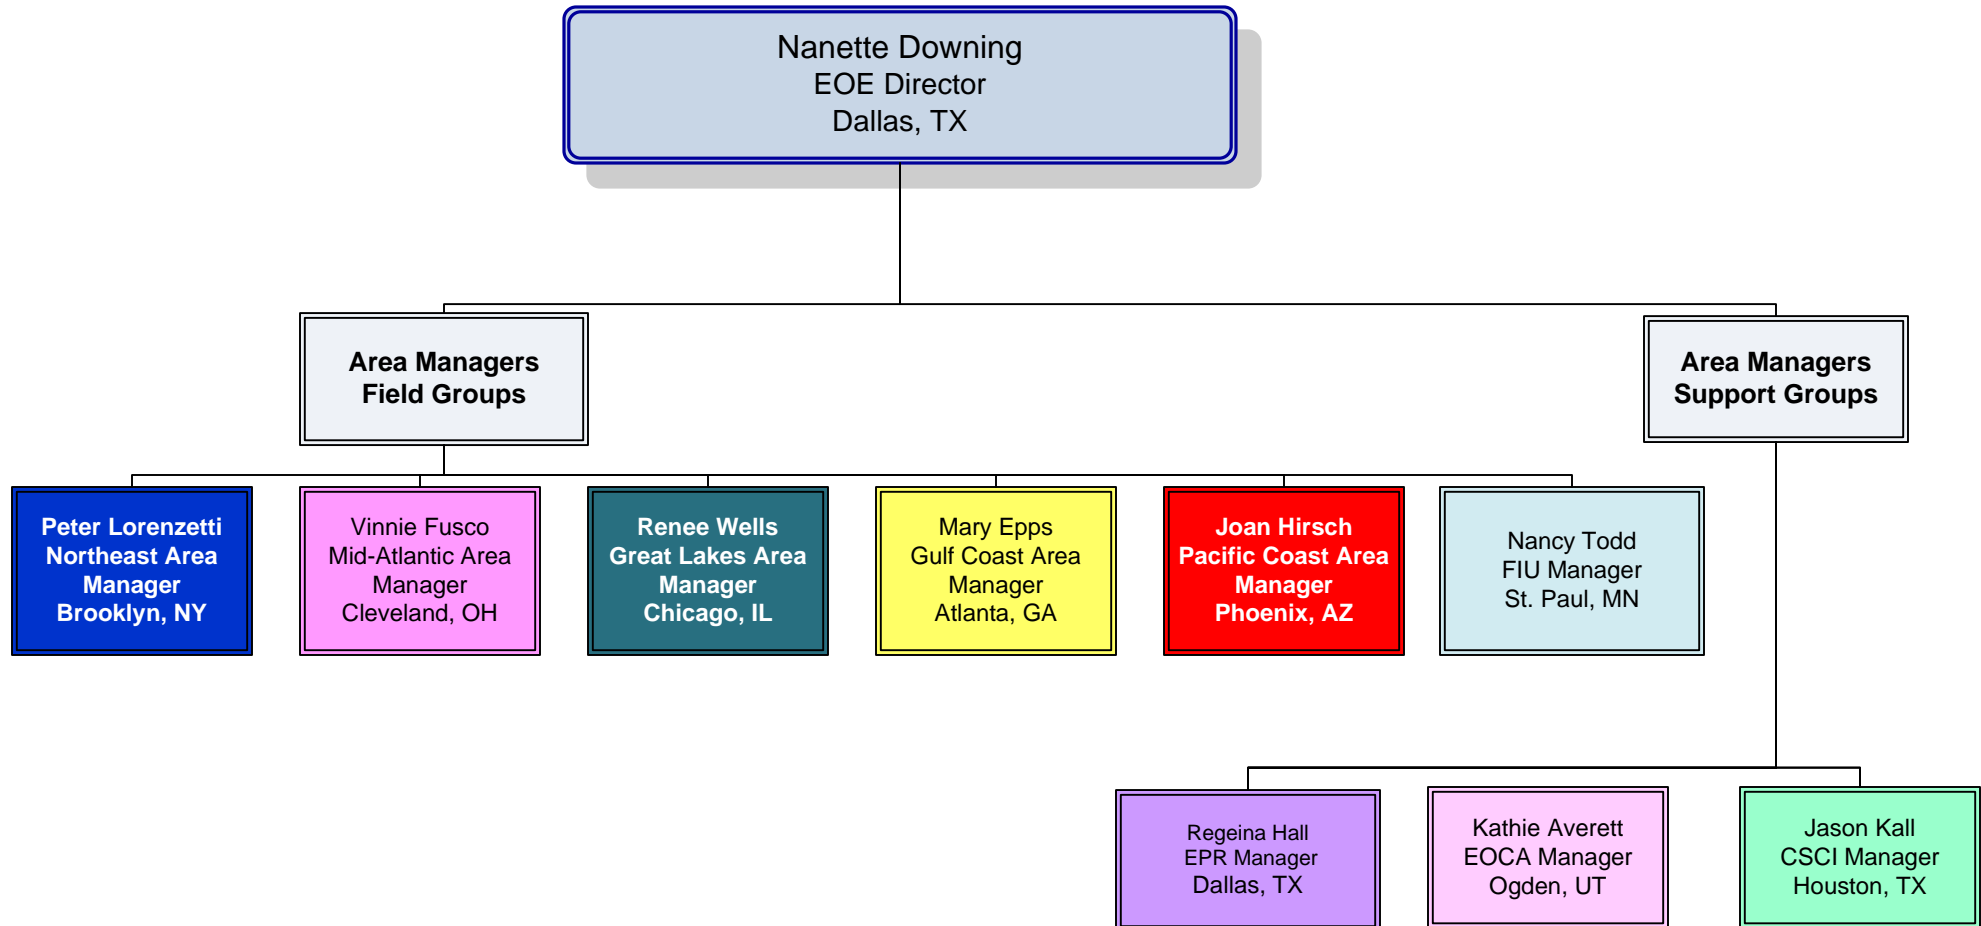 Nanette Downing
EOE Director
Dallas, TX
Area Managers
Field Groups
Area Managers
Support Groups
Peter Lorenzetti
Northeast Area
Manager
Brooklyn, NY
Vinnie Fusco
Mid-Atlantic Area
Manager
Cleveland, OH
Renee Wells
Great Lakes Area
Manager
Chicago, IL
Mary Epps
Gulf Coast Area
Manager
Atlanta, GA
Joan Hirsch
Pacific Coast Area
Manager
Phoenix, AZ
Nancy Todd
FIU Manager
St. Paul, MN
Regeina Hall
EPR Manager
Dallas, TX
Kathie Averett
EOCA Manager
Ogden, UT
Jason Kall
CSCI Manager
Houston, TX